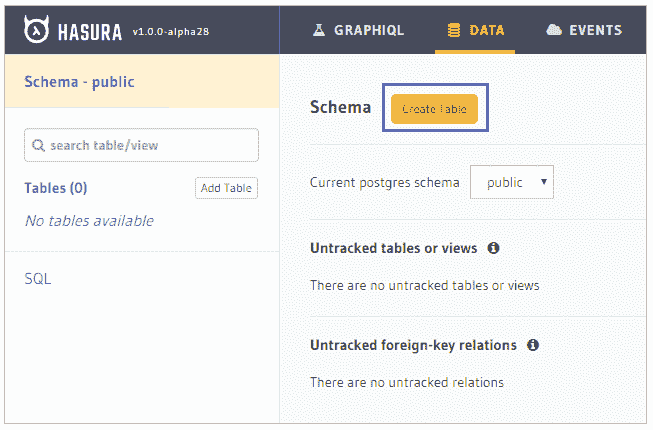 HASURA v1.0.0-alpha28 GRAPHIQL DATA EVENTS
Schema - public
search table/view
Tables (0) Add Table
No tables available
SQL
Schema Create Table
Current postgres schema public
Untracked tables or views
There are no untracked tables or views
Untracked foreign-key relations
There are no untracked relations